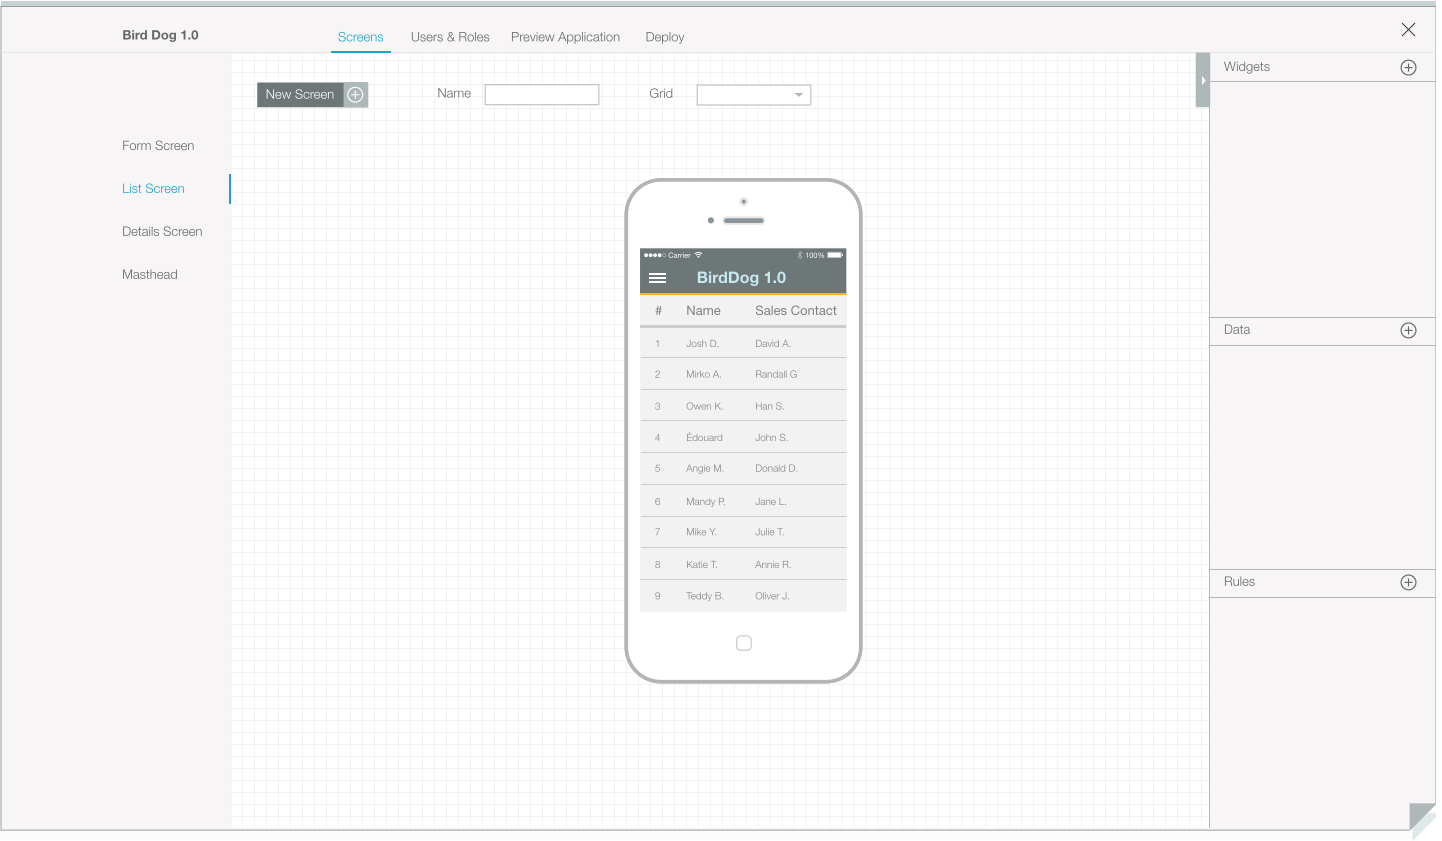 Bird Dog 1.0
Screens Users & Roles Preview Application Deploy
New Screen Name Grid
Form Screen
List Screen
Details Screen
Masthead
Carrier 100%
BirdDog 1.0
# Name Sales Contact
1 Josh D. David A.
2 Mirko A. Randall G
3 Owen K. Han S.
4 Édouard John S.
5 Angie M. Donald D.
6 Mandy P. Jane L.
7 Mike Y. Julie T.
8 Katie T. Annie R.
9 Teddy B. Oliver J.
Widgets
Data
Rules